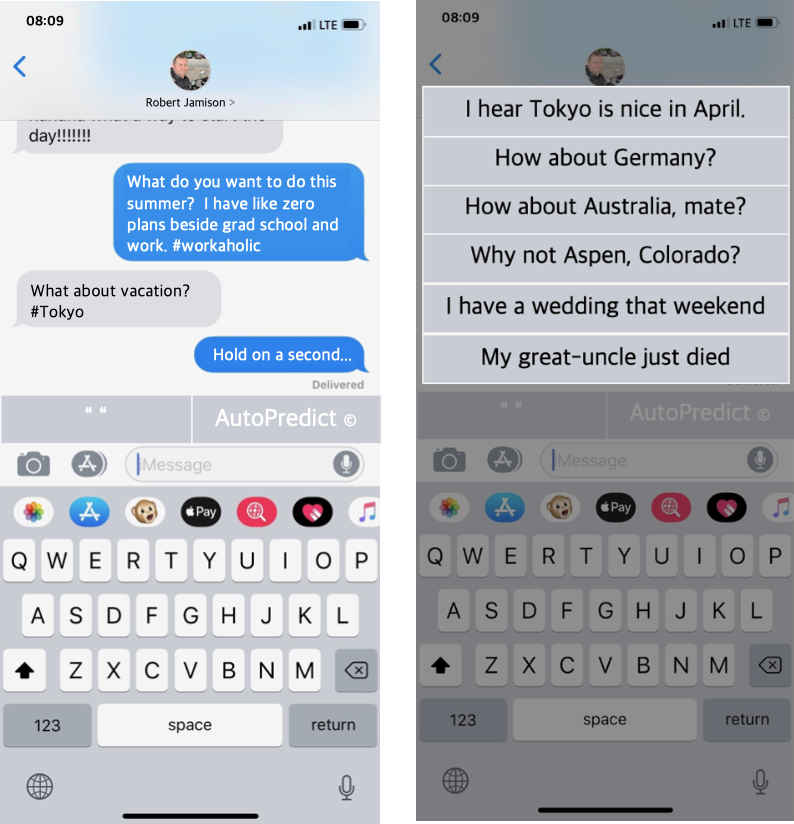 08:09
LTE
Robert Jamison >
day!!!!!!!
What do you want to do this
summer? I have like zero
plans beside grad school and
work. #workaholic
What about vacation?
#Tokyo
Hold on a second...
Delivered
“ “
AutoPredict ©
iMessage
Pay
Q W E R T Y U I O P
A S D F G H J K L
Z X C V B N M
123 space return
08:09
LTE
I hear Tokyo is nice in April.
How about Germany?
How about Australia, mate?
Why not Aspen, Colorado?
I have a wedding that weekend
My great-uncle just died
“ “
AutoPredict ©
iMessage
Pay
Q W E R T Y U I O P
A S D F G H J K L
Z X C V B N M
123 space return